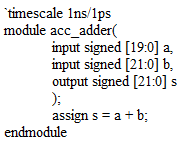 `timescale 1ns/1ps
module acc_adder(
input signed [19:0] a,
input signed [21:0] b,
output signed [21:0] s
);
assign s = a + b;
endmodule